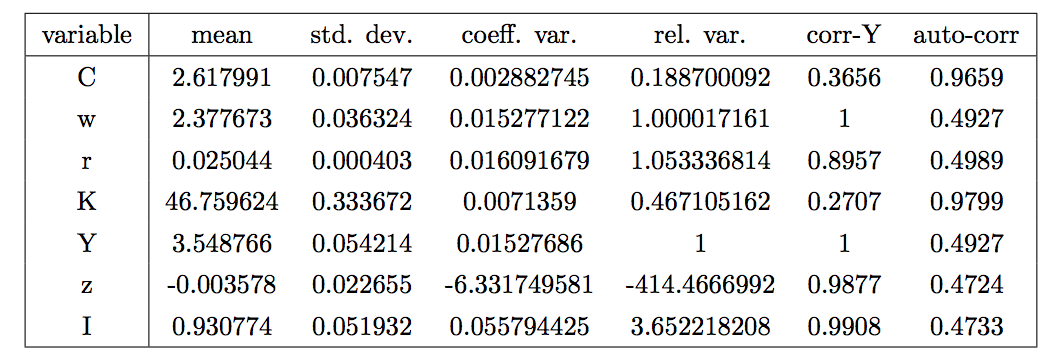 variable mean std. dev. coeff. var. rel. var. corr-Y auto-corr
C 2.617991 0.007547 0.002882745 0.188700092 0.3656 0.9659
w 2.377673 0.036324 0.015277122 1.000017161 1 0.4927
r 0.025044 0.000403 0.016091679 1.053336814 0.8957 0.4989
K 46.759624 0.333672 0.0071359 0.467105162 0.2707 0.9799
Y 3.548766 0.054214 0.01527686 1 1 0.4927
z -0.003578 0.022655 -6.331749581 -414.4666992 0.9877 0.4724
I 0.930774 0.051932 0.055794425 3.652218208 0.9908 0.4733